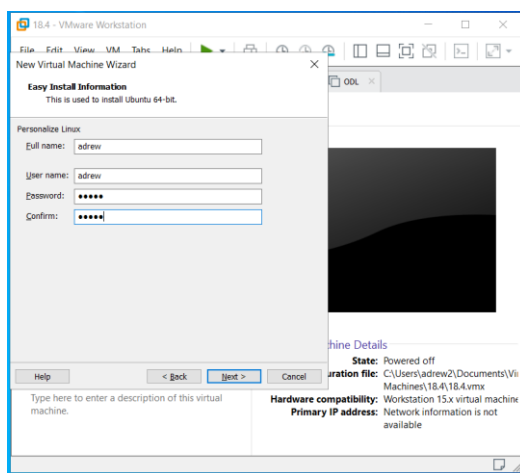 18.4 - VMware Workstation
File Edit View VM Tabs Help
New Virtual Machine Wizard
ODL
Easy Install Information
This is used to install Ubuntu 64-bit.
Personalize Linux
Full name: adrew
User name: adrew
Password: •••••
Confirm: •••••
Help < Back Next > Cancel
Type here to enter a description of this virtual machine.
hine Details
State: Powered off
uration file: C:\Users\adrew2\Documents\Vir
Machines\18.4\18.4.vmx
Hardware compatibility: Workstation 15.x virtual machine
Primary IP address: Network information is not
available